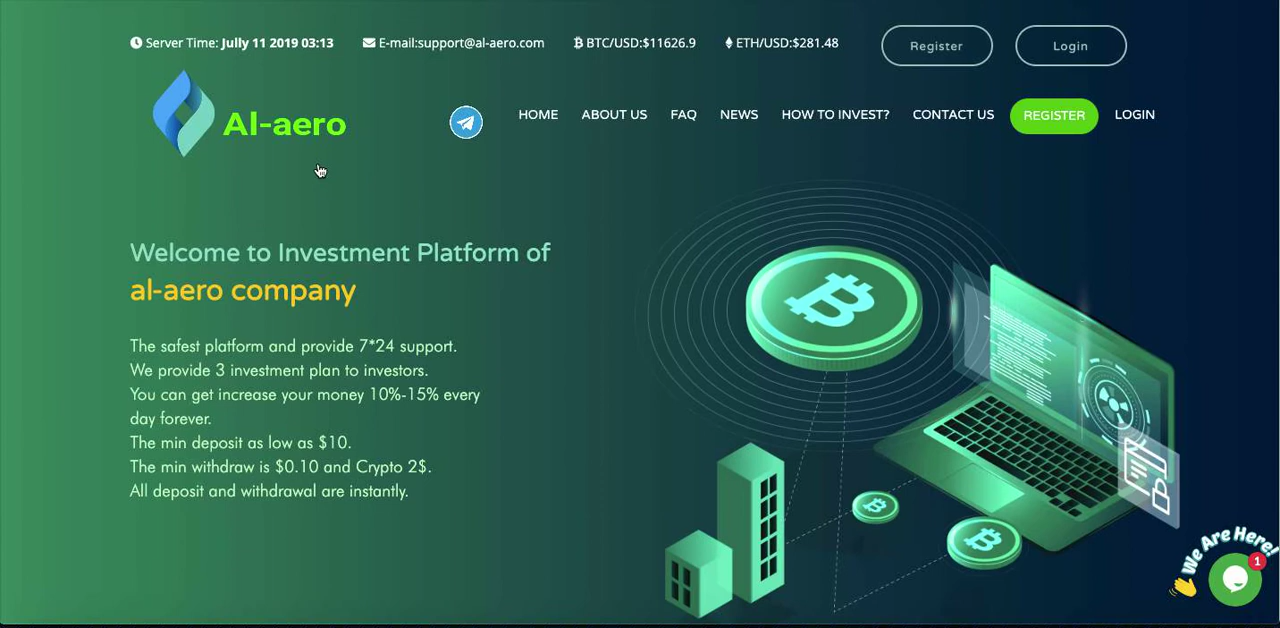 Server Time: Jully 11 2019 03:13
E-mail:support@al-aero.com
BTC/USD:$11626.9
ETH/USD:$281.48
Register
Login
Al-aero
HOME
ABOUT US
FAQ
NEWS
HOW TO INVEST?
CONTACT US
REGISTER
LOGIN
Welcome to Investment Platform of
al-aero company
The safest platform and provide 7*24 support.
We provide 3 investment plan to investors.
You can get increase your money 10%-15% every
day forever.
The min deposit as low as $10.
The min withdraw is $0.10 and Crypto 2$.
All deposit and withdrawal are instantly.
We Are Here!
1